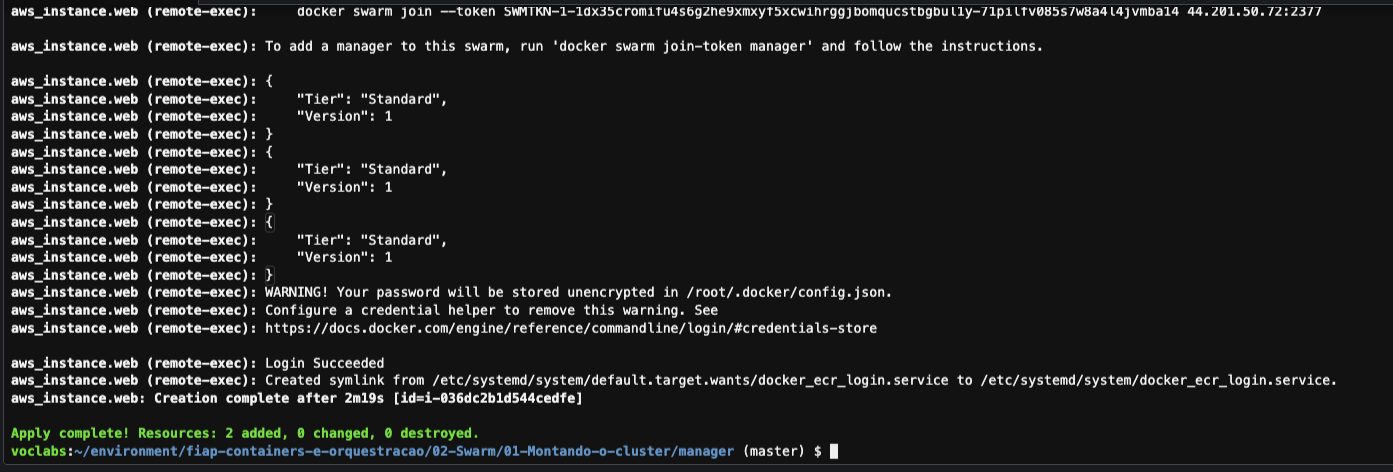 aws_instance.web (remote-exec):     docker swarm join --token SWMTKN-1-1dx35cromifu4s6g2he9xmxyf5xcwihrggjbomqucstbgbul1y-71pilfv085s7w8a4l4jvmba14 44.201.50.72:2377
aws_instance.web (remote-exec): To add a manager to this swarm, run 'docker swarm join-token manager' and follow the instructions.
aws_instance.web (remote-exec): {
aws_instance.web (remote-exec):     "Tier": "Standard",
aws_instance.web (remote-exec):     "Version": 1
aws_instance.web (remote-exec): }
aws_instance.web (remote-exec): {
aws_instance.web (remote-exec):     "Tier": "Standard",
aws_instance.web (remote-exec):     "Version": 1
aws_instance.web (remote-exec): }
aws_instance.web (remote-exec): {
aws_instance.web (remote-exec):     "Tier": "Standard",
aws_instance.web (remote-exec):     "Version": 1
aws_instance.web (remote-exec): }
aws_instance.web (remote-exec): WARNING! Your password will be stored unencrypted in /root/.docker/config.json.
aws_instance.web (remote-exec): Configure a credential helper to remove this warning. See
aws_instance.web (remote-exec): https://docs.docker.com/engine/reference/commandline/login/#credentials-store
aws_instance.web (remote-exec): Login Succeeded
aws_instance.web (remote-exec): Created symlink from /etc/systemd/system/default.target.wants/docker_ecr_login.service to /etc/systemd/system/docker_ecr_login.service.
aws_instance.web: Creation complete after 2m19s [id=i-036dc2b1d544cedfe]
Apply complete! Resources: 2 added, 0 changed, 0 destroyed.
voclabs:~/environment/fiap-containers-e-orquestracao/02-Swarm/01-Montando-o-cluster/manager (master) $